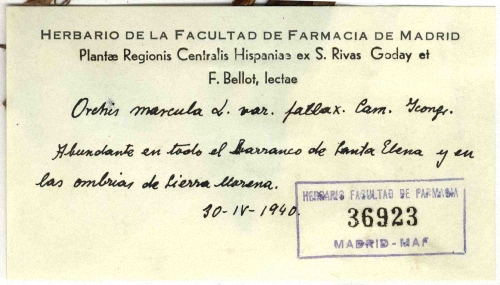 HERBARIO DE LA FACULTAD DE FARMACIA DE MADRID
Plantæ Regionis Centralis Hispaniae ex S. Rivas Goday et
F. Bellot, lectae
Orchis mascula L. var. fallax. Cam. Icongr.
Abundante en todo el Barranco de Santa Elena y en
las ombrias de Sierra Morena.
30-IV-1940.
HERBARIO FACULTAD DE FARMACIA
36923
MADRID-MAF